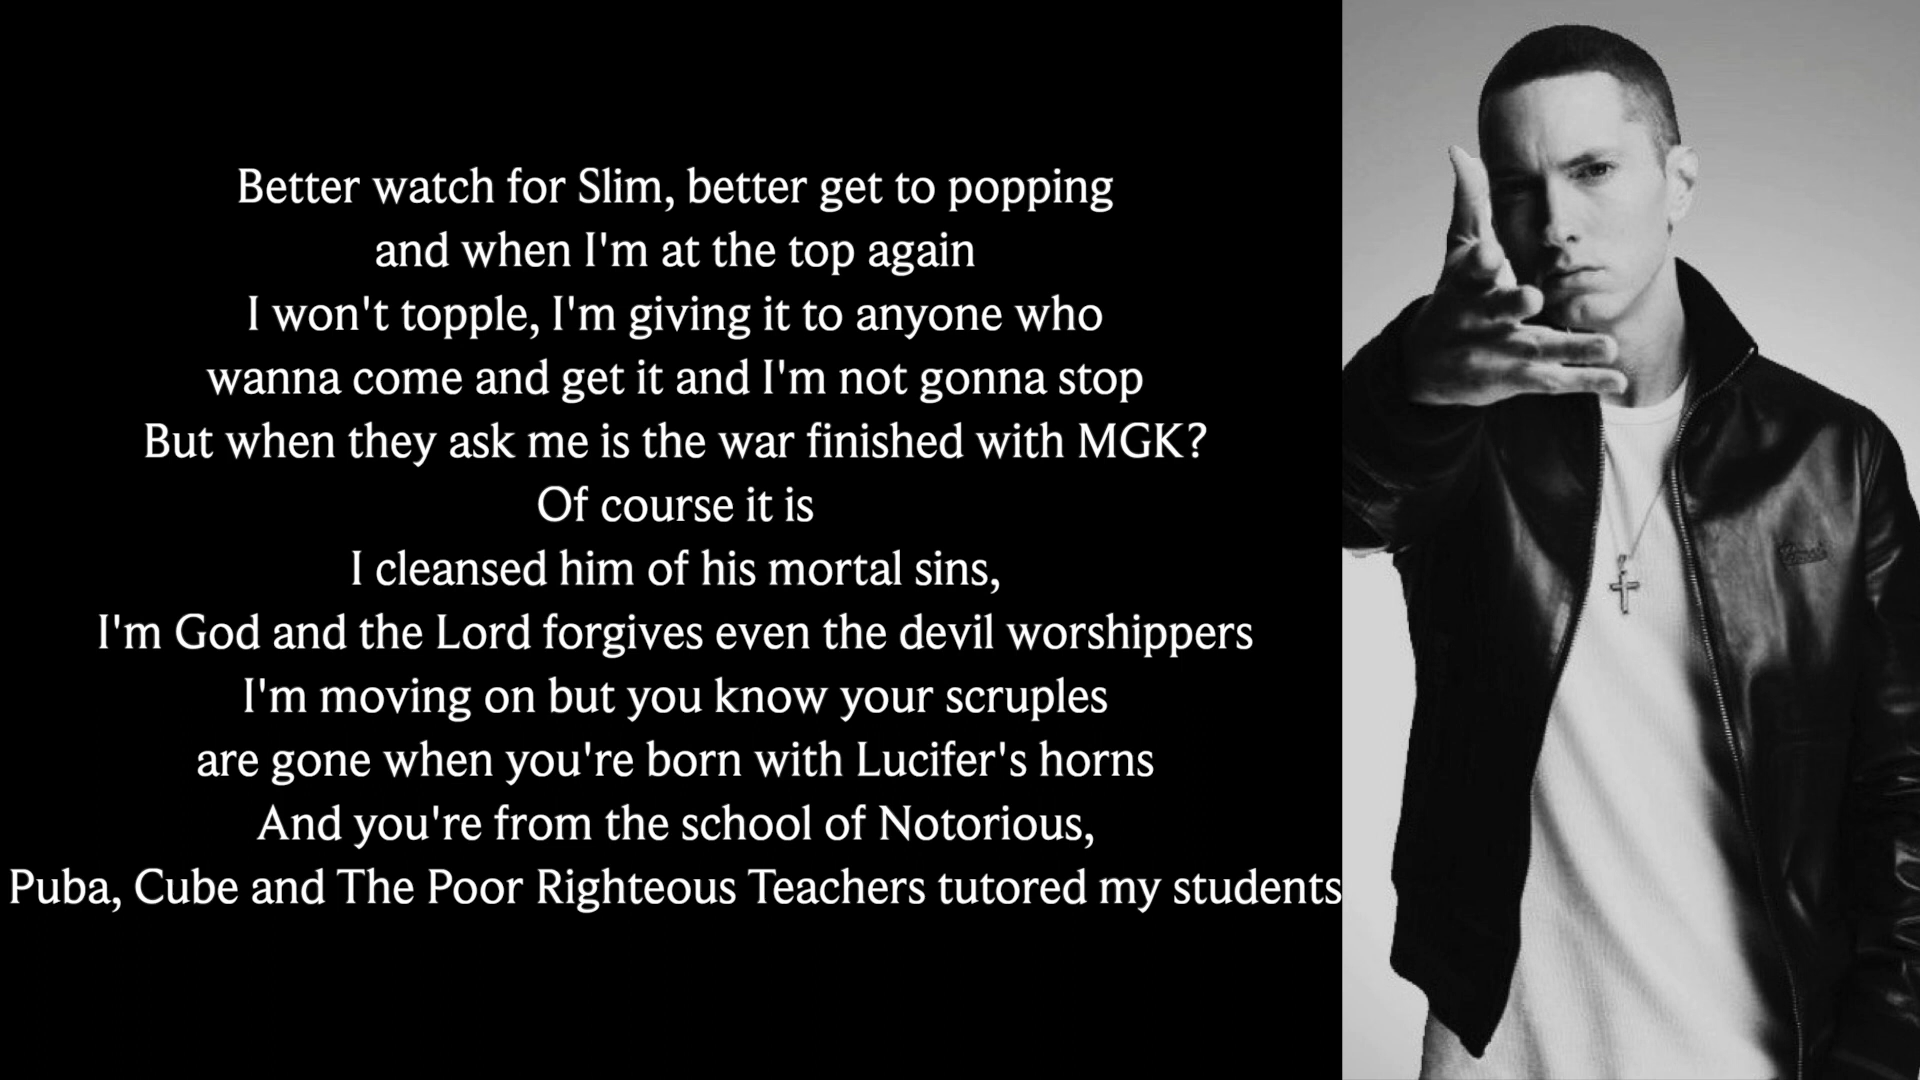 Better watch for Slim, better get to popping
and when I'm at the top again
I won't topple, I'm giving it to anyone who
wanna come and get it and I'm not gonna stop
But when they ask me is the war finished with MGK?
Of course it is
I cleansed him of his mortal sins,
I'm God and the Lord forgives even the devil worshippers
I'm moving on but you know your scruples
are gone when you're born with Lucifer's horns
And you're from the school of Notorious,
Puba, Cube and The Poor Righteous Teachers tutored my students